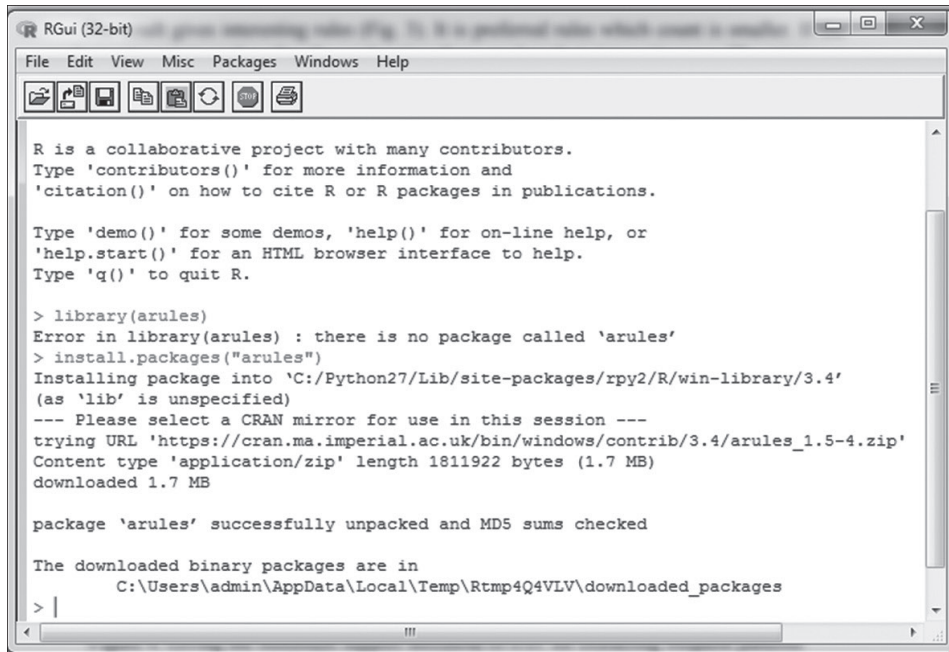 RGui (32-bit)
File Edit View Misc Packages Windows Help
STOP
R is a collaborative project with many contributors.
Type 'contributors()' for more information and
'citation()' on how to cite R or R packages in publications.
Type 'demo()' for some demos, 'help()' for on-line help, or
'help.start()' for an HTML browser interface to help.
Type 'q()' to quit R.
> library(arules)
Error in library(arules) : there is no package called ‘arules’
> install.packages("arules")
Installing package into ‘C:/Python27/Lib/site-packages/rpy2/R/win-library/3.4’
(as ‘lib’ is unspecified)
--- Please select a CRAN mirror for use in this session ---
trying URL 'https://cran.ma.imperial.ac.uk/bin/windows/contrib/3.4/arules_1.5-4.zip'
Content type 'application/zip' length 1811922 bytes (1.7 MB)
downloaded 1.7 MB
package ‘arules’ successfully unpacked and MD5 sums checked
The downloaded binary packages are in
C:\Users\admin\AppData\Local\Temp\Rtmp4Q4VLV\downloaded_packages
>